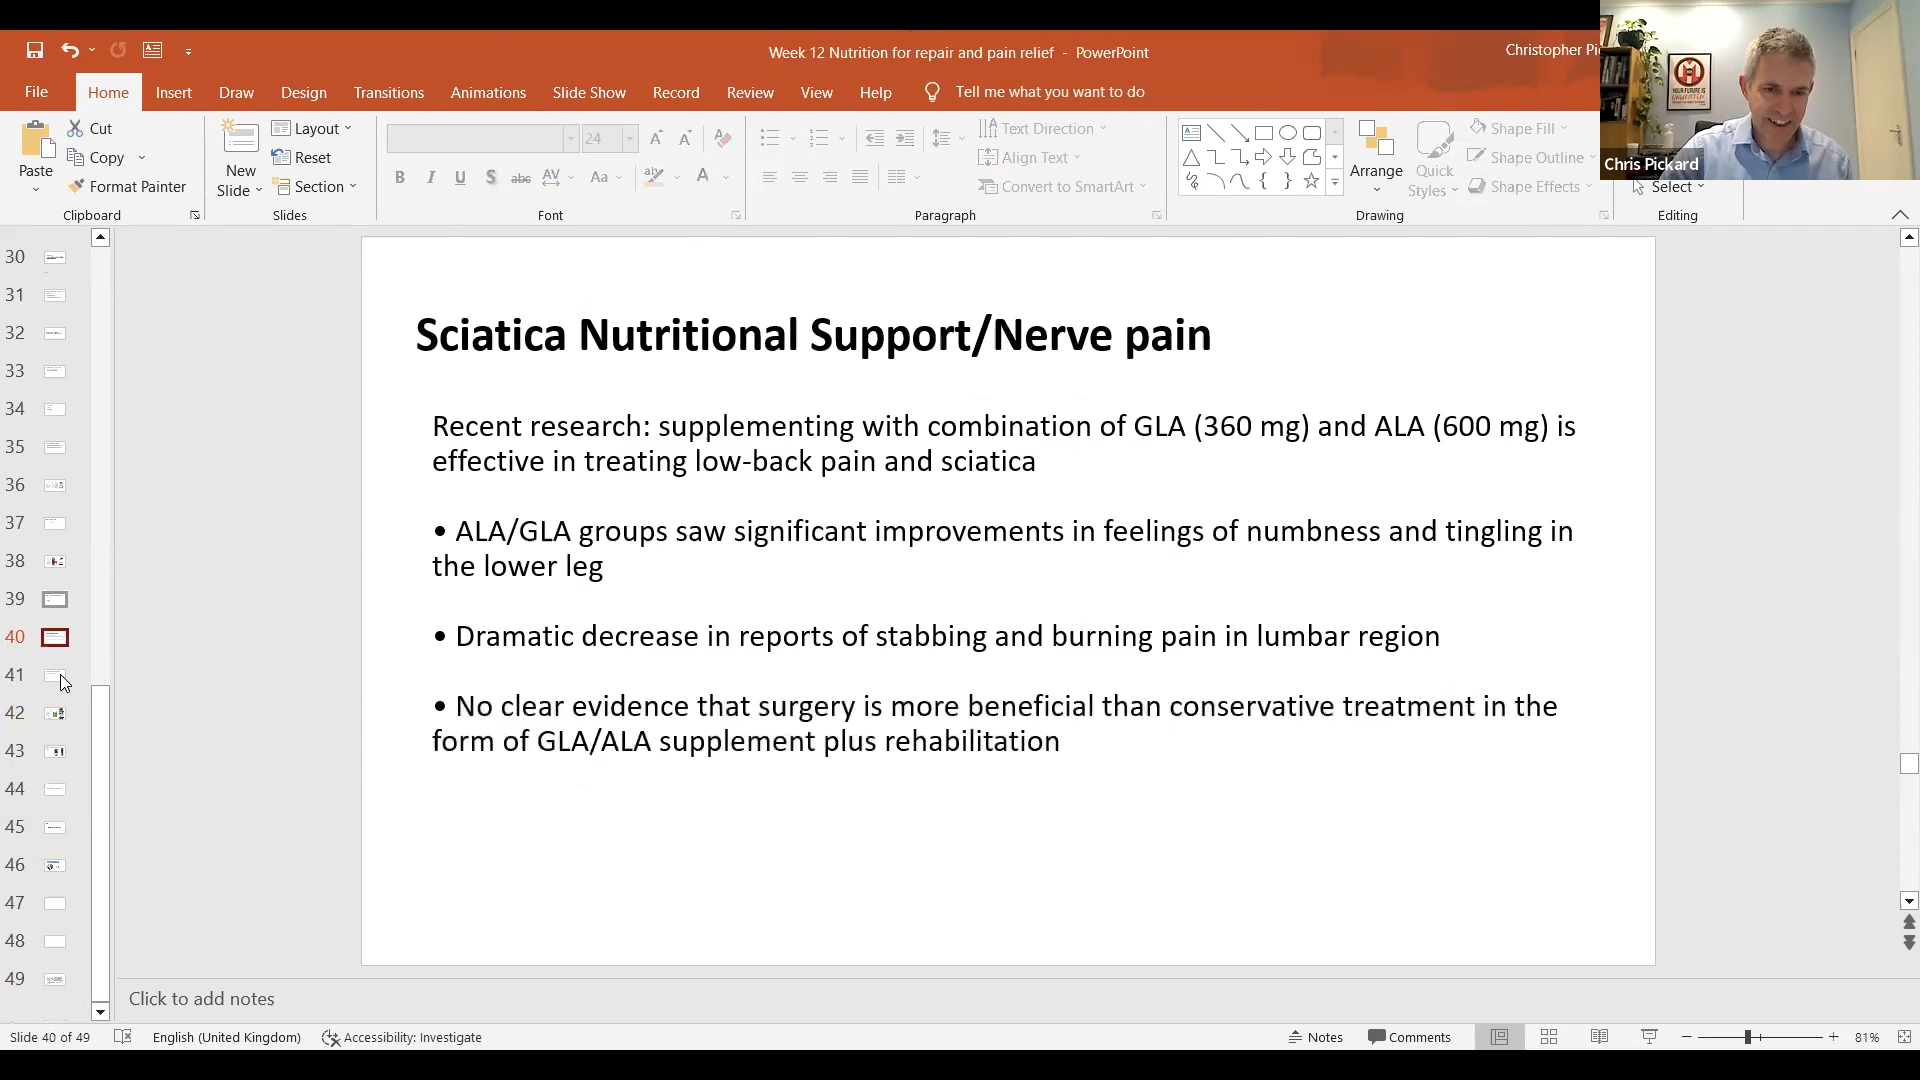 Week 12 Nutrition for repair and pain relief - PowerPoint
Christopher Pi
File Home Insert Draw Design Transitions Animations Slide Show Record Review View Help Tell me what you want to do
Paste
Cut
Copy
Format Painter
Clipboard
New
Slide
Layout
Reset
Section
Slides
24
B I U S abc AV Aa A
Font
Paragraph
Text Direction
Align Text
Convert to SmartArt
Arrange
Quick
Styles
Drawing
Shape Fill
Shape Outline
Shape Effects
Select
Editing
YOUR FUTURE IS
UNWRITTEN
Chris Pickard
30
31
32
33
34
35
36
37
38
39
40
41
42
43
44
45
46
47
48
49
Sciatica Nutritional Support/Nerve pain
Recent research: supplementing with combination of GLA (360 mg) and ALA (600 mg) is
effective in treating low-back pain and sciatica
• ALA/GLA groups saw significant improvements in feelings of numbness and tingling in
the lower leg
• Dramatic decrease in reports of stabbing and burning pain in lumbar region
• No clear evidence that surgery is more beneficial than conservative treatment in the
form of GLA/ALA supplement plus rehabilitation
Click to add notes
Slide 40 of 49 English (United Kingdom) Accessibility: Investigate Notes Comments 81%